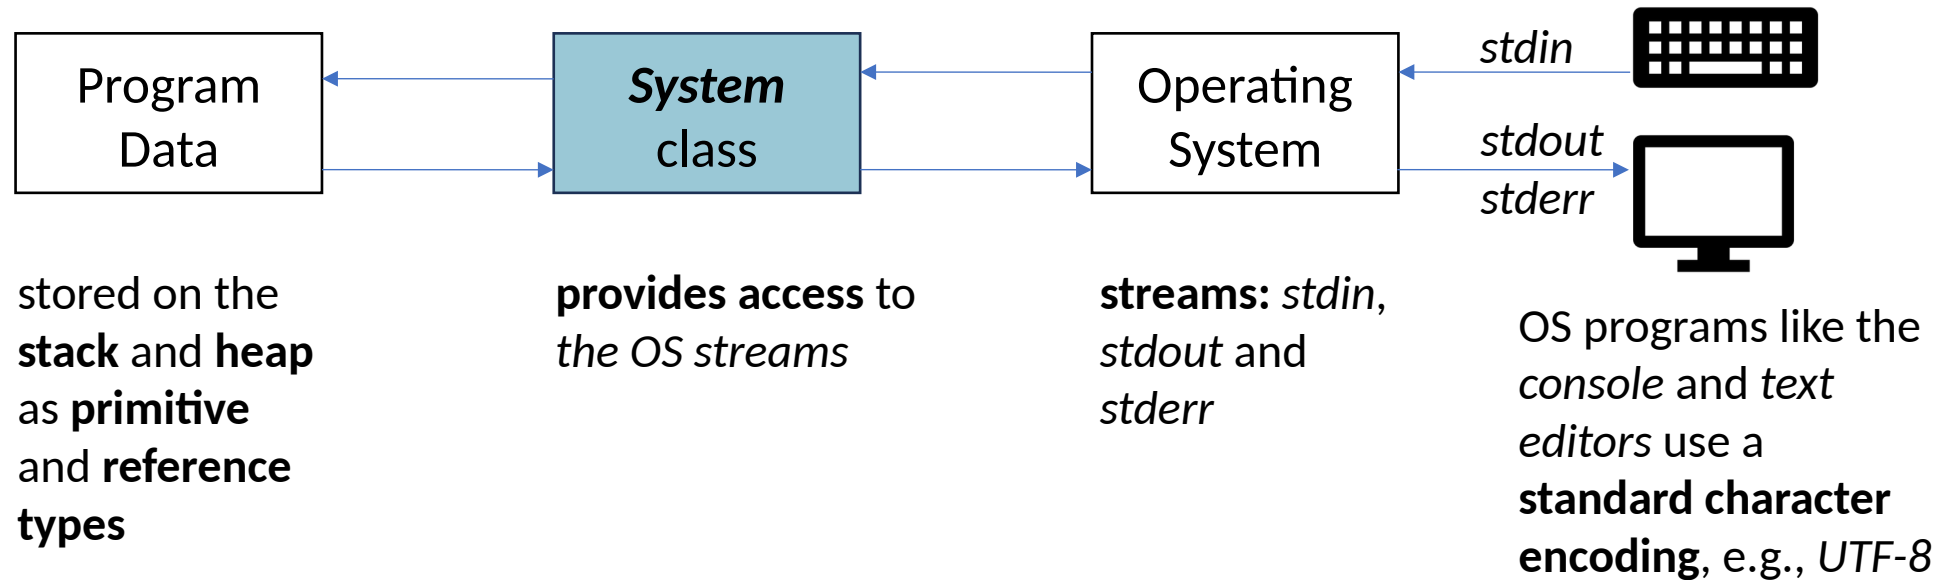 Program
Data
System
class
Operating
System
stdin
stdout
stderr
stored on the
stack and heap
as primitive
and reference
types
provides access to
the OS streams
streams: stdin,
stdout and
stderr
OS programs like the
console and text
editors use a
standard character
encoding, e.g., UTF-8